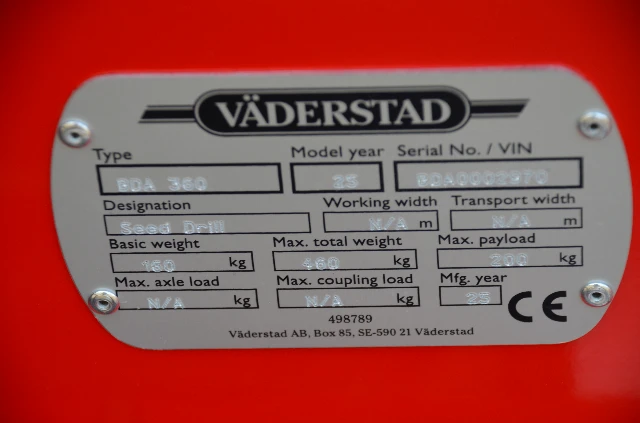 VÄDERSTAD
Type Model year Serial No. / VIN
BDA 360 25 BDA0002970
Designation Working width Transport width
Seed Drill N/A m N/A m
Basic weight Max. total weight Max. payload
160 kg 460 kg 200 kg
Max. axle load Max. coupling load Mfg. year
N/A kg N/A kg 25 CE
498789
Väderstad AB, Box 85, SE-590 21 Väderstad